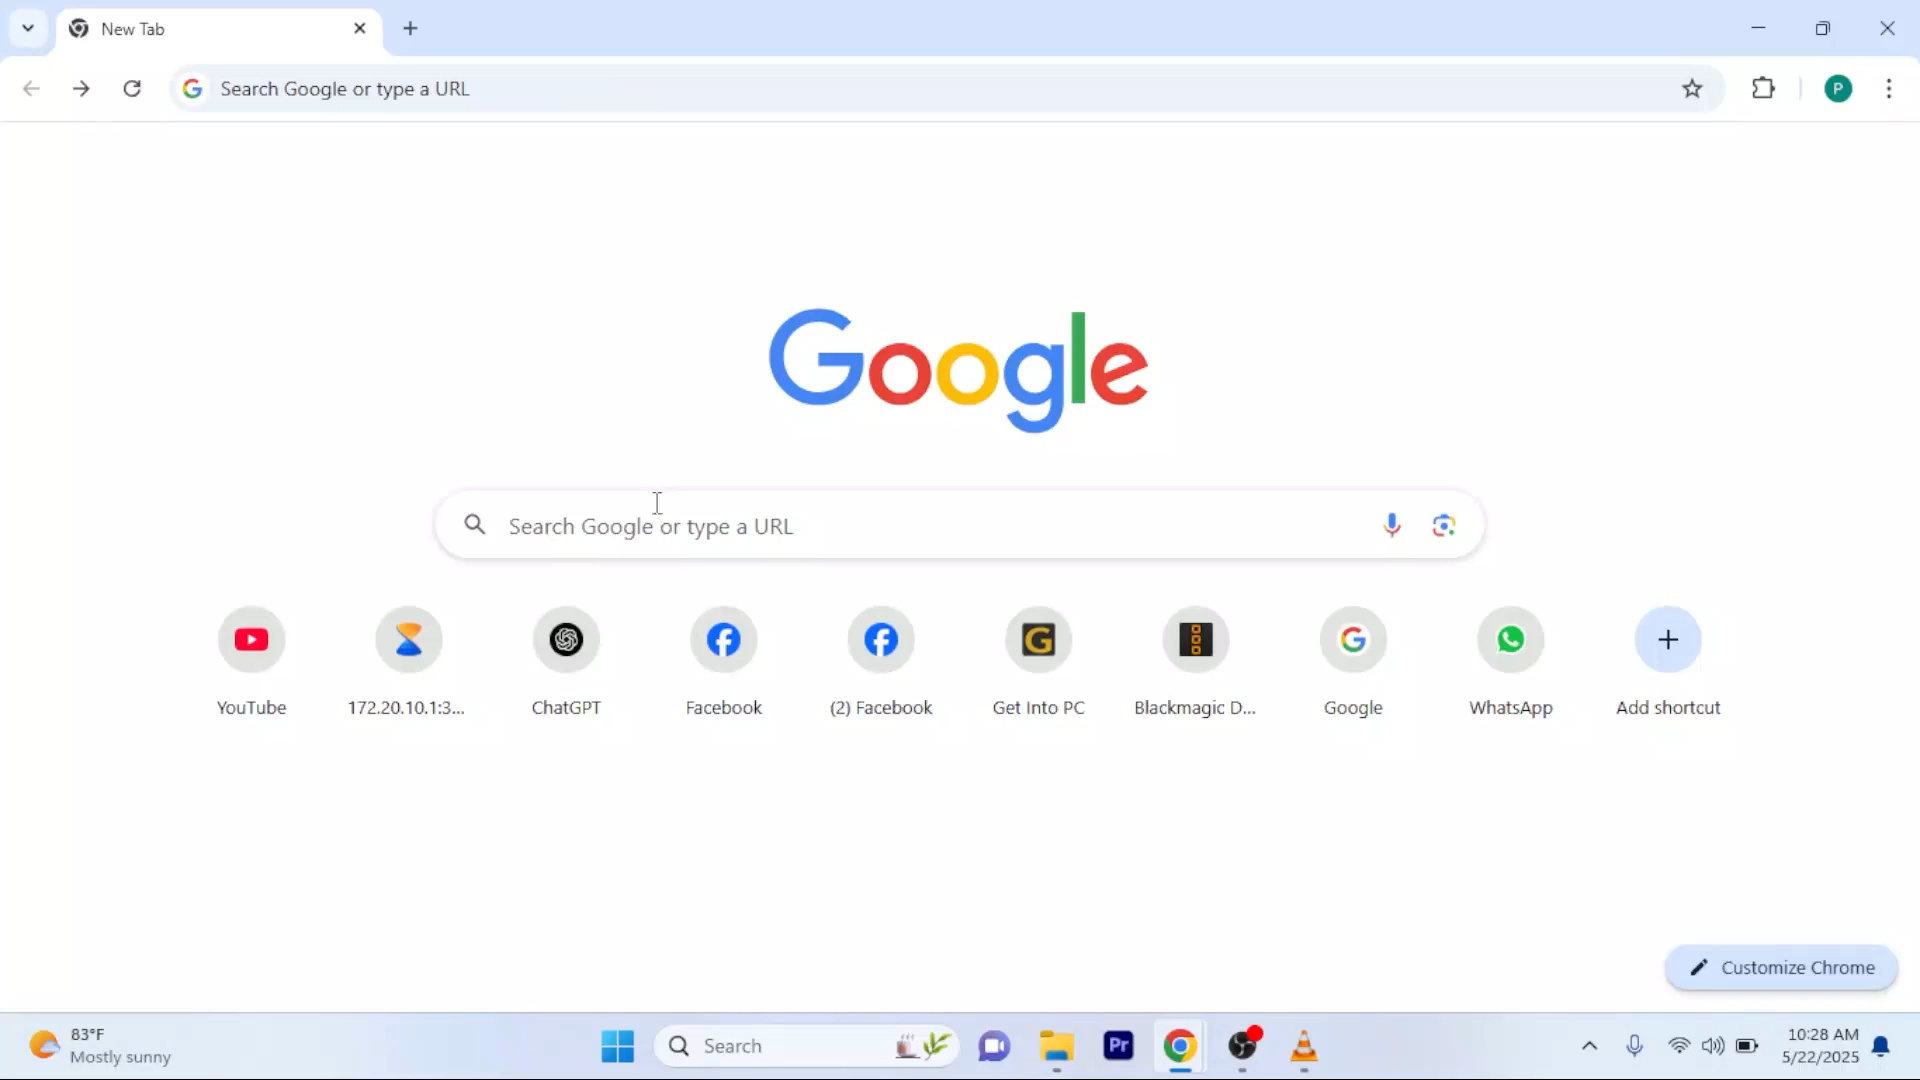 New Tab
Search Google or type a URL
P
Google
Search Google or type a URL
YouTube
172.20.10.1:3...
ChatGPT
Facebook
(2) Facebook
Get Into PC
Blackmagic D...
Google
WhatsApp
Add shortcut
Customize Chrome
83°F
Mostly sunny
Search
Pr
10:28 AM
5/22/2025